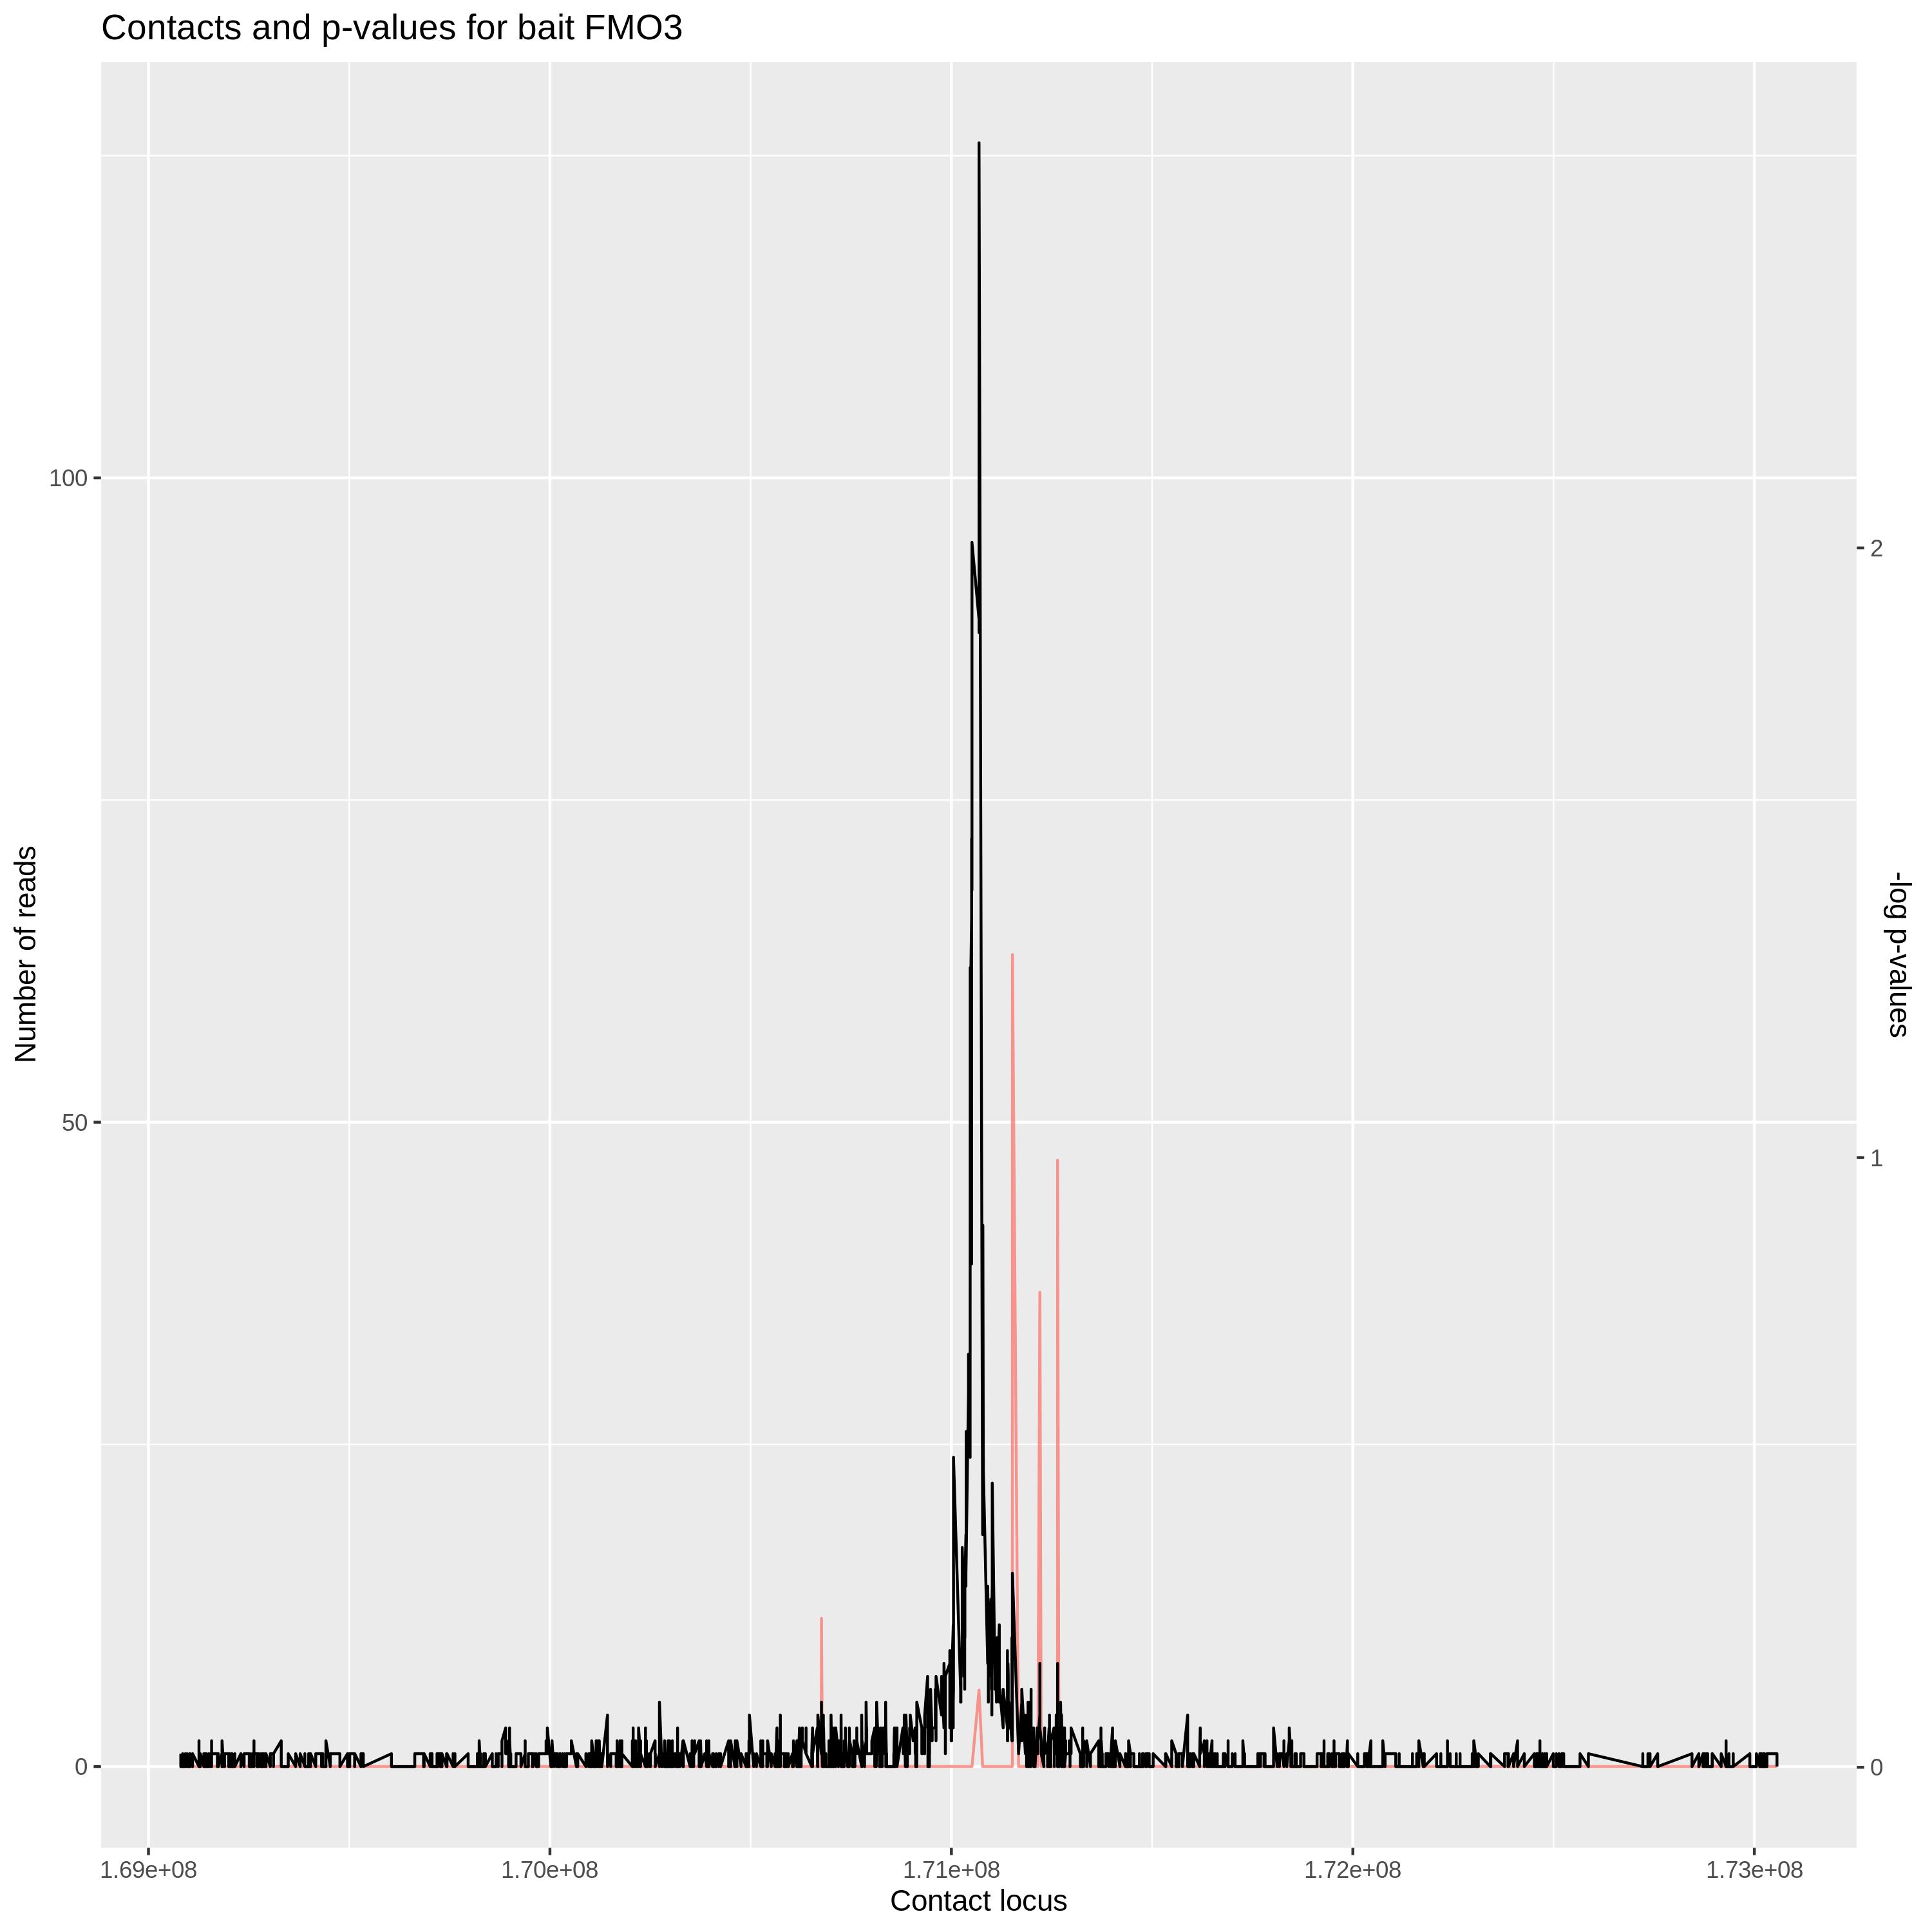 Contacts and p-values for bait FMO3
Number of reads
100
50
0
-log p-values
2
1
0
1.69e+08 1.70e+08 1.71e+08 1.72e+08 1.73e+08
Contact locus